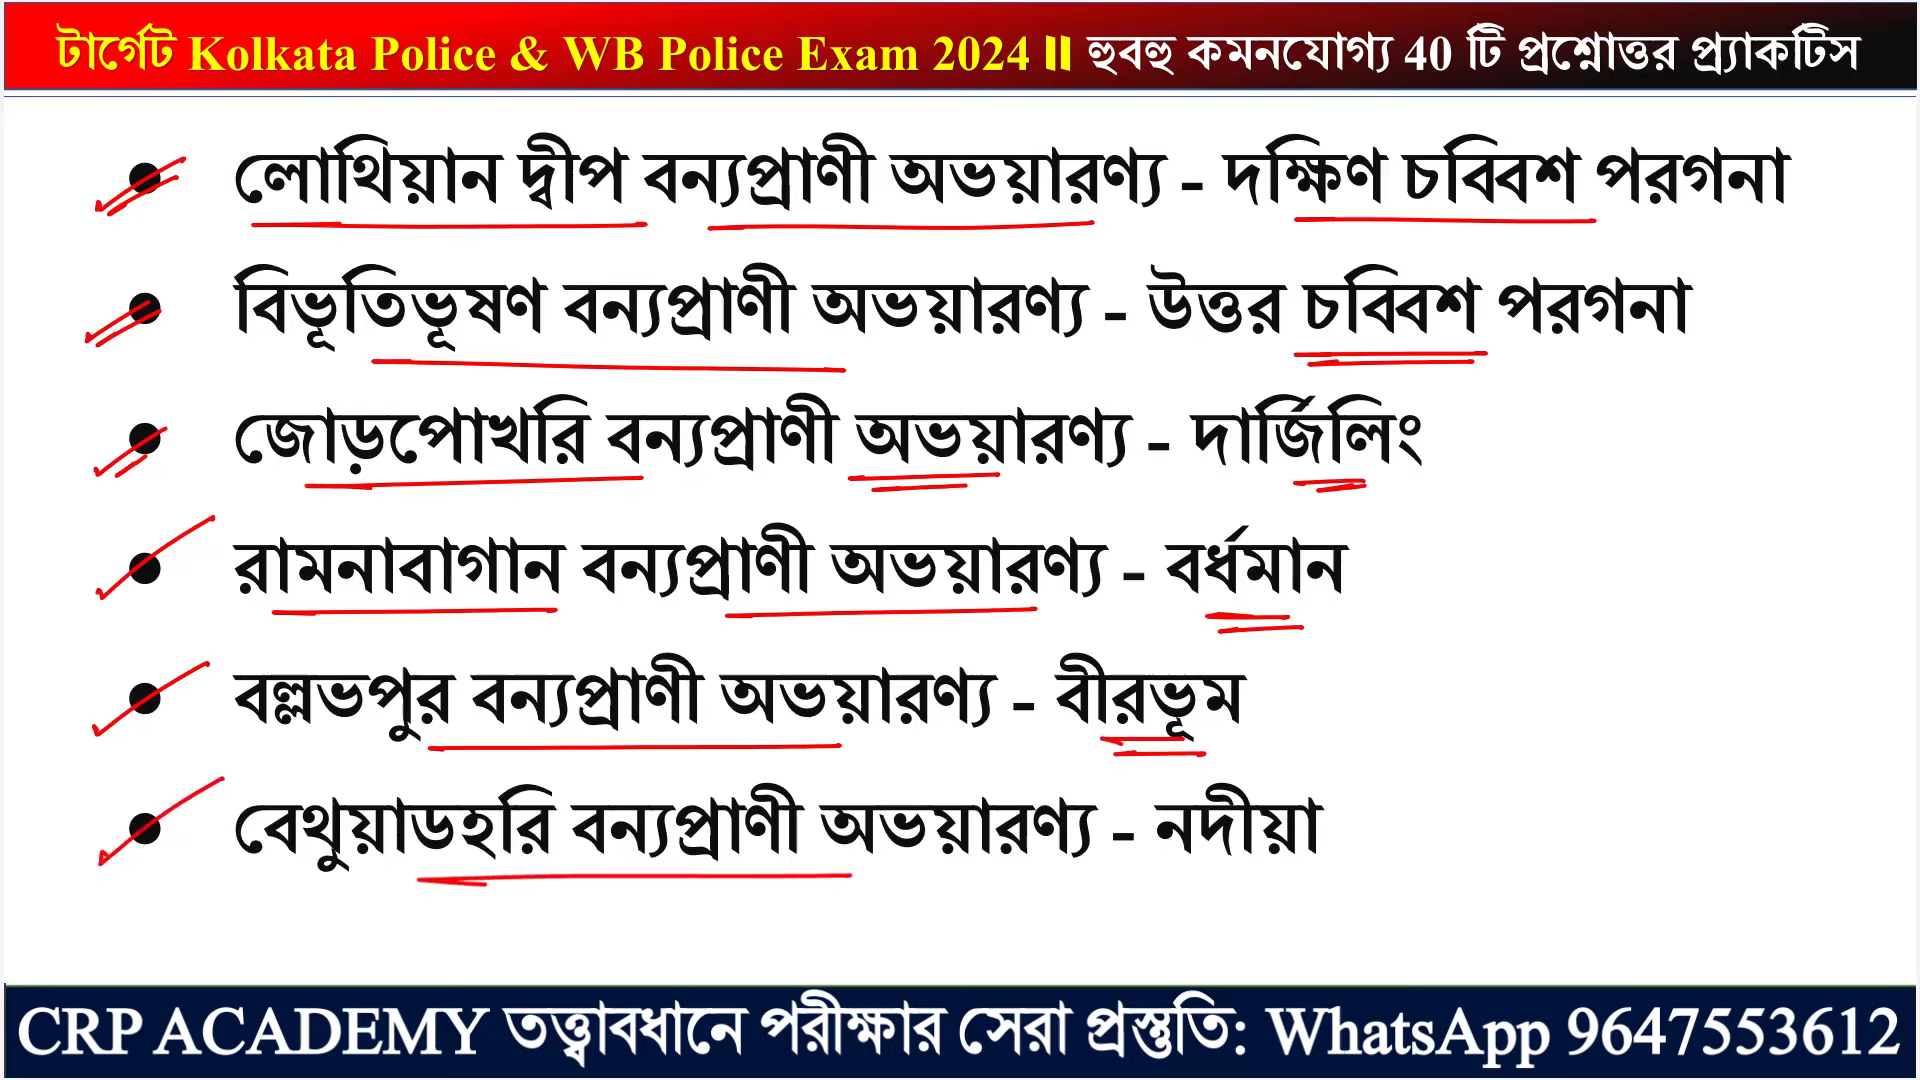 টার্গেট Kolkata Police & WB Police Exam 2024 ॥ হুবহু কমনযোগ্য 40 টি প্রশ্নোত্তর প্র্যাকটিস
● লোথিয়ান দ্বীপ বন্যপ্রাণী অভয়ারণ্য - দক্ষিণ চব্বিশ পরগনা
● বিভূতিভূষণ বন্যপ্রাণী অভয়ারণ্য - উত্তর চব্বিশ পরগনা
● জোড়পোখরি বন্যপ্রাণী অভয়ারণ্য - দার্জিলিং
● রামনাবাগান বন্যপ্রাণী অভয়ারণ্য - বর্ধমান
● বল্লভপুর বন্যপ্রাণী অভয়ারণ্য - বীরভূম
● বেথুয়াডহরি বন্যপ্রাণী অভয়ারণ্য - নদীয়া
CRP ACADEMY তত্ত্বাবধানে পরীক্ষার সেরা প্রস্তুতি: WhatsApp 9647553612